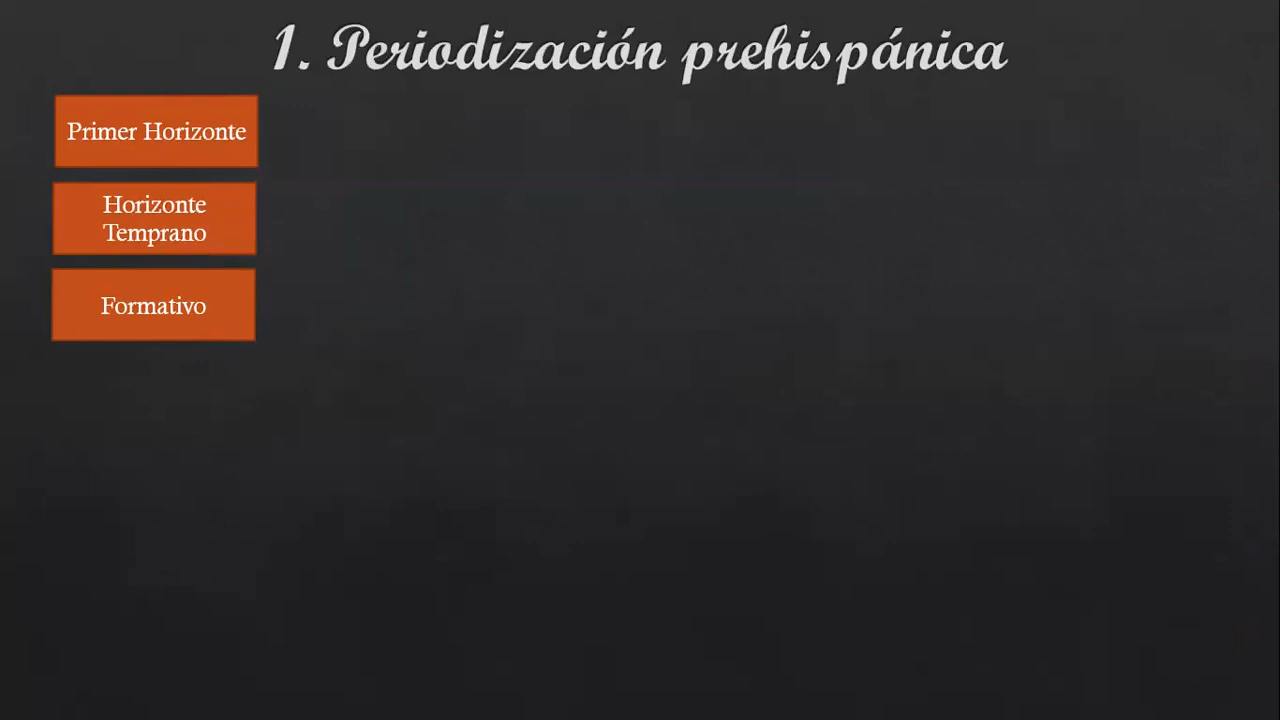 1. Periodización prehispánica
Primer Horizonte
Horizonte
Temprano
Formativo